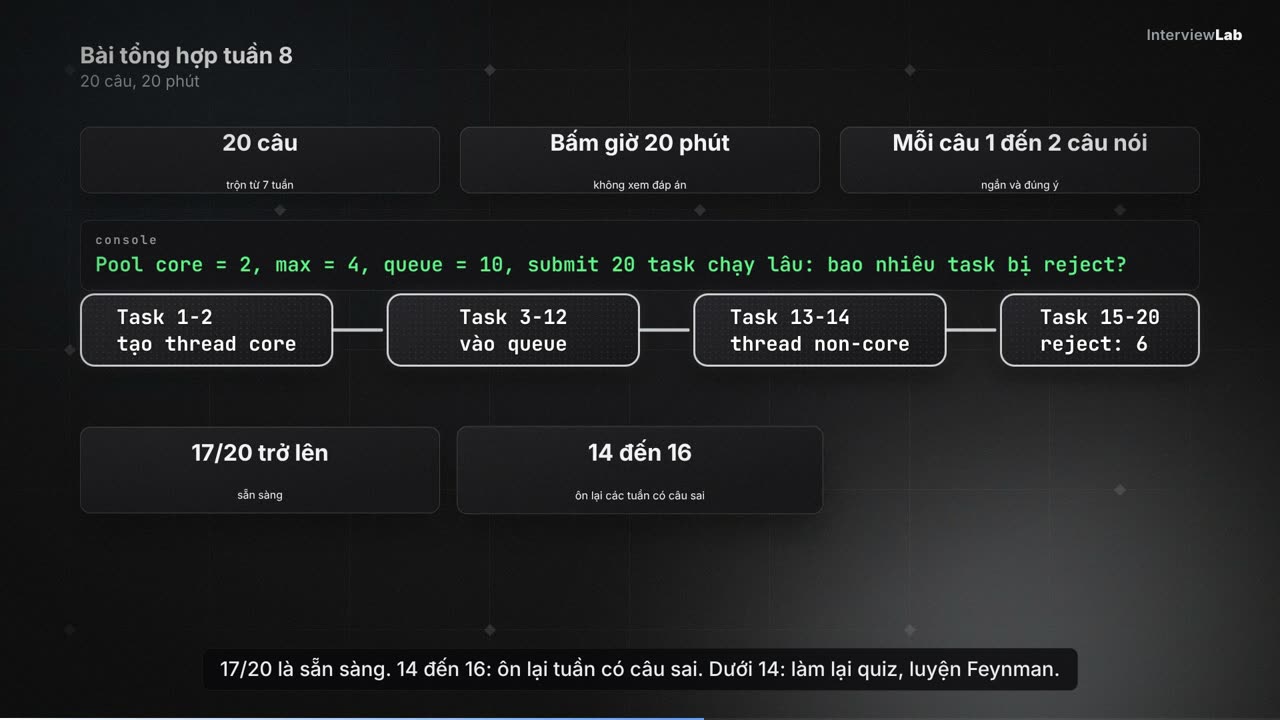 InterviewLab
Bài tổng hợp tuần 8
20 câu, 20 phút
20 câu
trộn từ 7 tuần
Bấm giờ 20 phút
không xem đáp án
Mỗi câu 1 đến 2 câu nói
ngắn và đúng ý
console
Pool core = 2, max = 4, queue = 10, submit 20 task chạy lâu: bao nhiêu task bị reject?
Task 1-2
tạo thread core
Task 3-12
vào queue
Task 13-14
thread non-core
Task 15-20
reject: 6
17/20 trở lên
sẵn sàng
14 đến 16
ôn lại các tuần có câu sai
17/20 là sẵn sàng. 14 đến 16: ôn lại tuần có câu sai. Dưới 14: làm lại quiz, luyện Feynman.